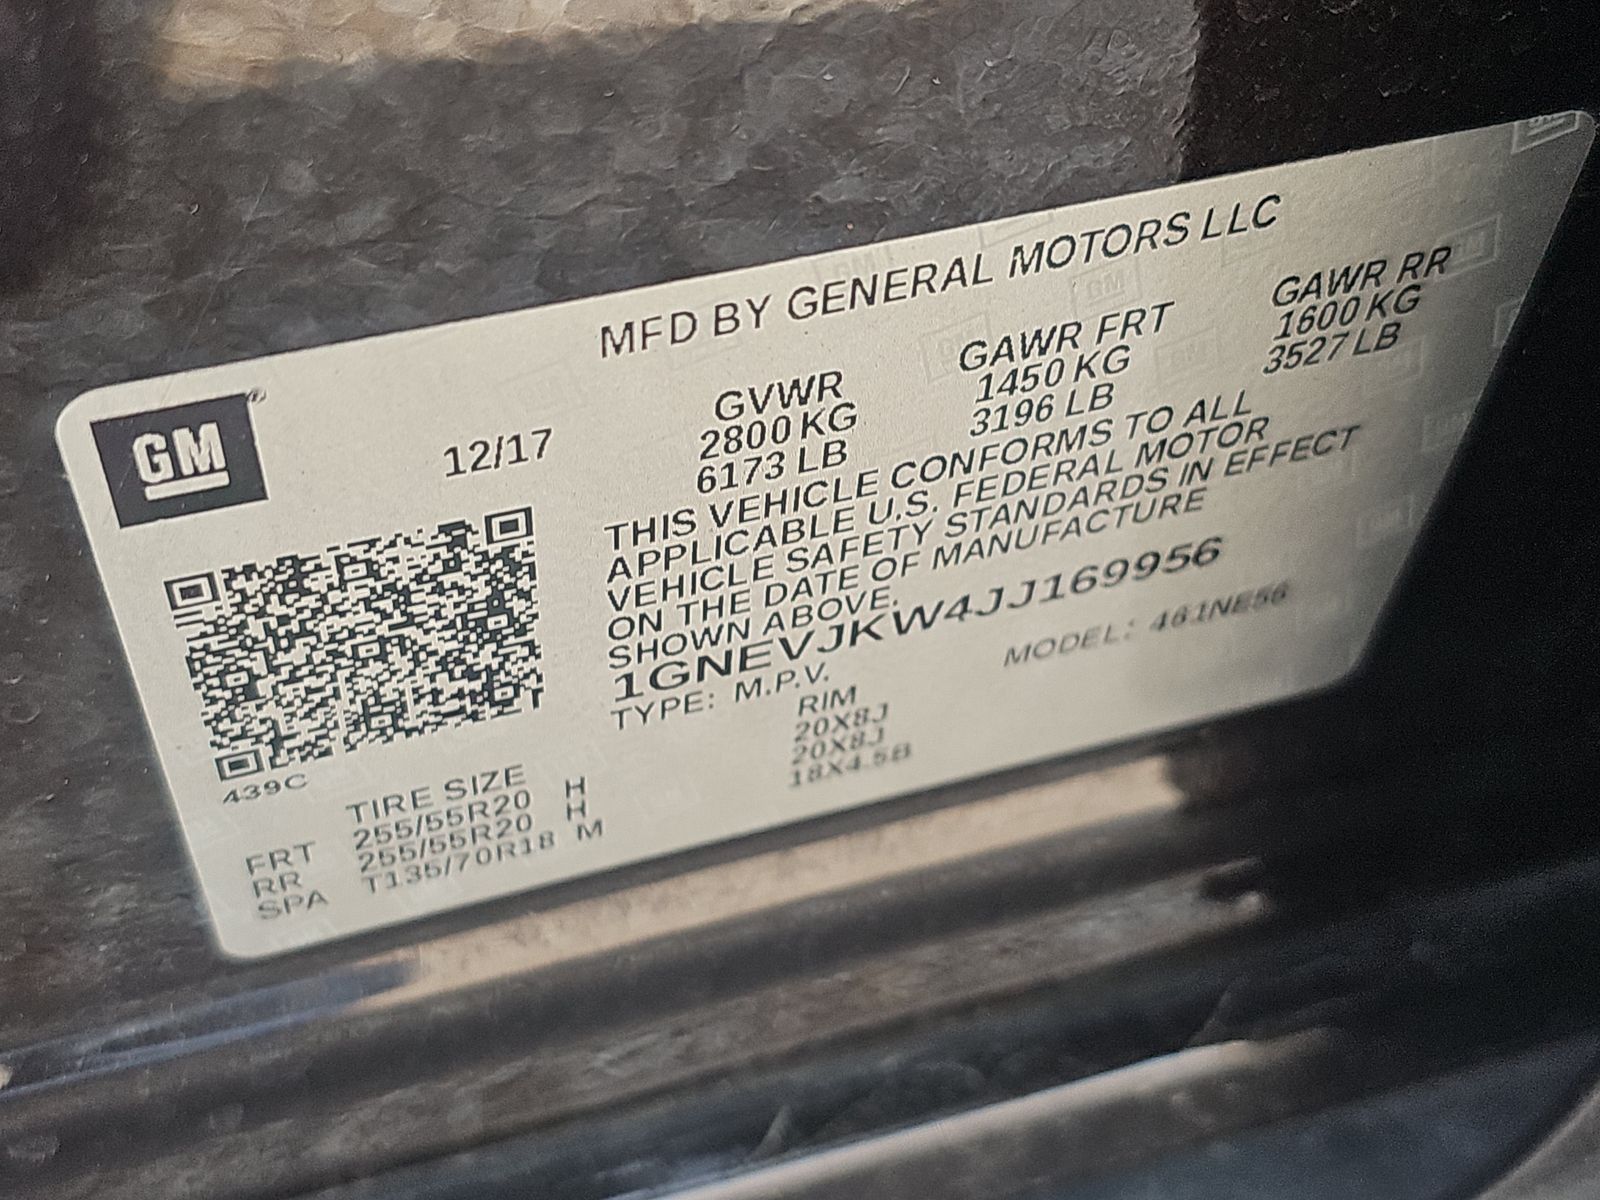 MFD BY GENERAL MOTORS LLC
GM
12/17
GVWR
2800 KG
6173 LB
GAWR FRT
1450 KG
3196 LB
GAWR RR
1600 KG
3527 LB
THIS VEHICLE CONFORMS TO ALL
APPLICABLE U.S. FEDERAL MOTOR
VEHICLE SAFETY STANDARDS IN EFFECT
ON THE DATE OF MANUFACTURE
SHOWN ABOVE.
1GNEVJKW4JJ169956
TYPE: M.P.V.
MODEL: 461NE56
439C
TIRE SIZE
RIM
FRT 255/55R20 H 20X8J
RR 255/55R20 H 20X8J
SPA T135/70R18 M 18X4.5B